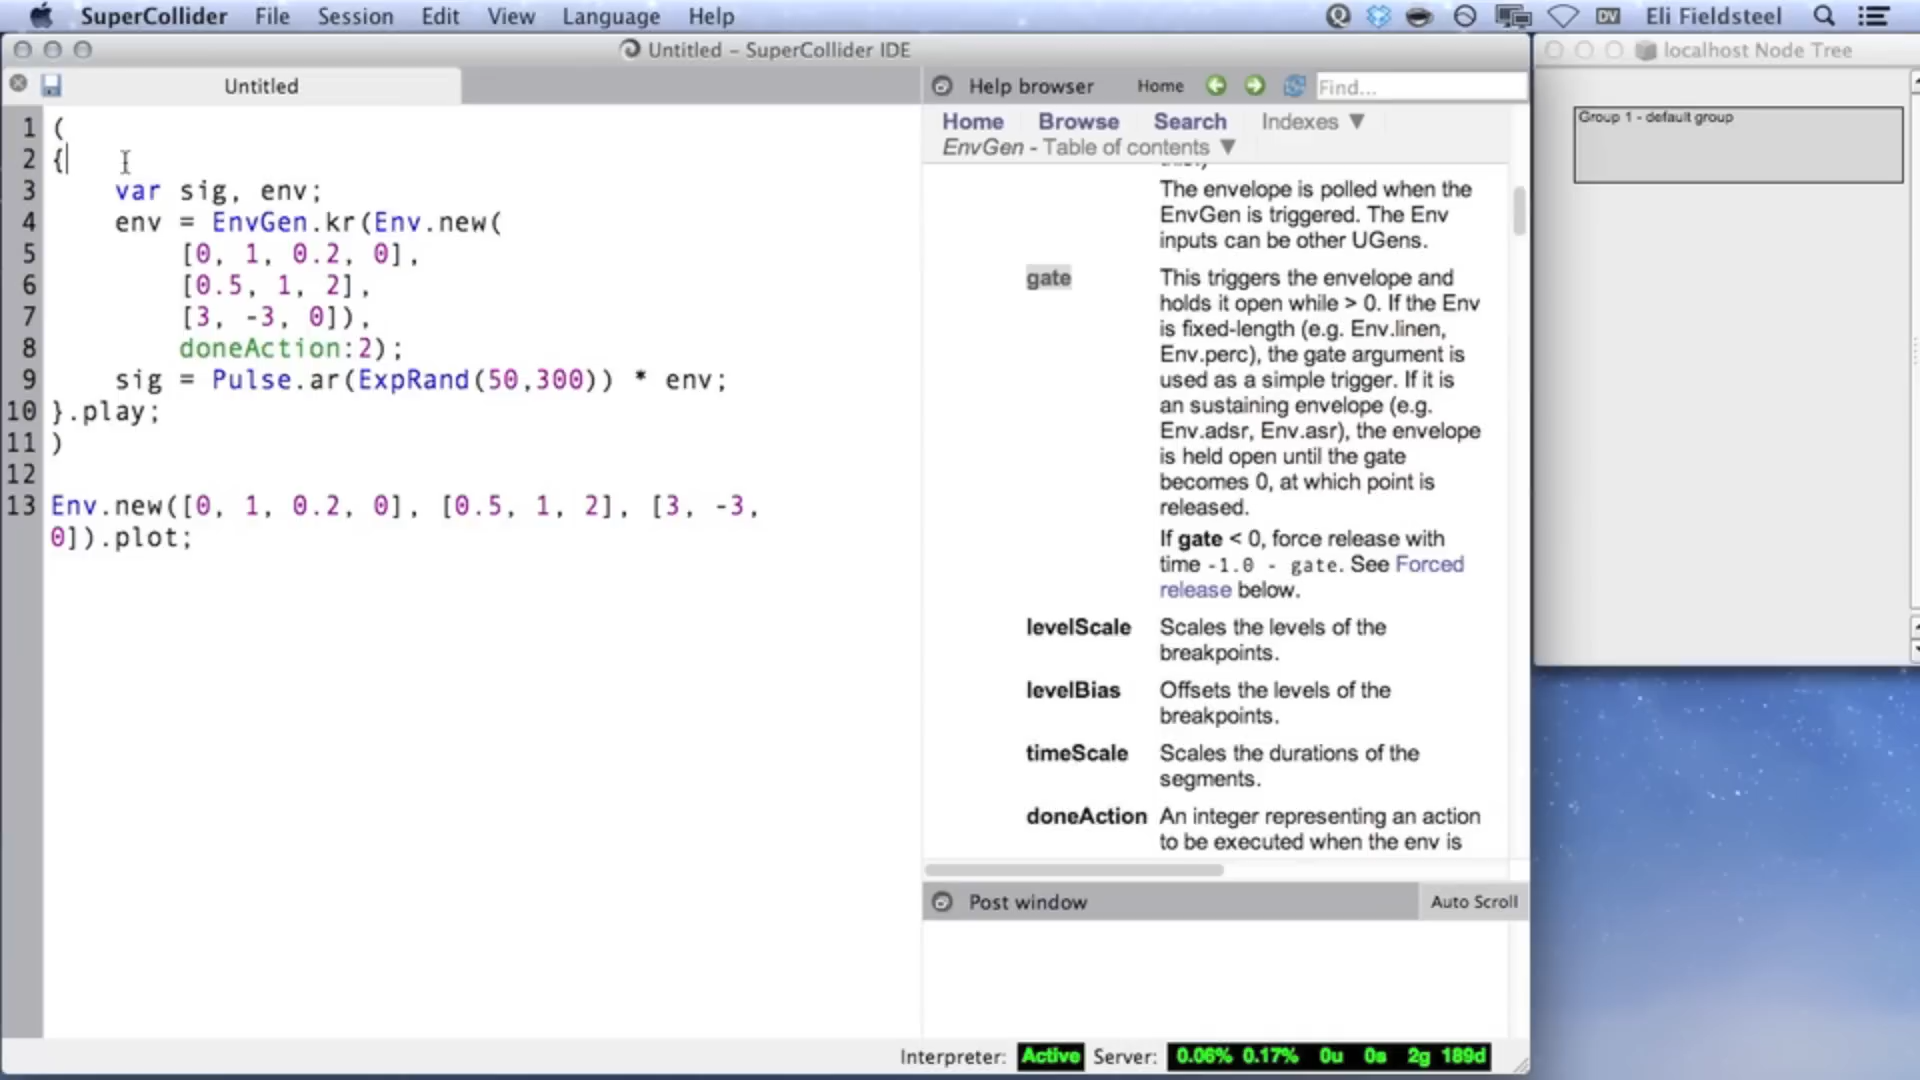 SuperCollider File Session Edit View Language Help Eli Fieldsteel
Untitled – SuperCollider IDE
Untitled
1 (
2 {
3 var sig, env;
4 env = EnvGen.kr(Env.new(
5 [0, 1, 0.2, 0],
6 [0.5, 1, 2],
7 [3, -3, 0]),
8 doneAction:2);
9 sig = Pulse.ar(ExpRand(50,300)) * env;
10 }.play;
11 )
12
13 Env.new([0, 1, 0.2, 0], [0.5, 1, 2], [3, -3,
0]).plot;
Help browser Home Find...
Home Browse Search Indexes ▼
EnvGen - Table of contents ▼
The envelope is polled when the
EnvGen is triggered. The Env
inputs can be other UGens.
gate This triggers the envelope and
holds it open while > 0. If the Env
is fixed-length (e.g. Env.linen,
Env.perc), the gate argument is
used as a simple trigger. If it is
an sustaining envelope (e.g.
Env.adsr, Env.asr), the envelope
is held open until the gate
becomes 0, at which point is
released.
If gate < 0, force release with
time -1.0 - gate. See Forced
release below.
levelScale Scales the levels of the
breakpoints.
levelBias Offsets the levels of the
breakpoints.
timeScale Scales the durations of the
segments.
doneAction An integer representing an action
to be executed when the env is
Post window Auto Scroll
Interpreter: Active Server: 0.06% 0.17% 0u 0s 2g 189d
localhost Node Tree
Group 1 - default group